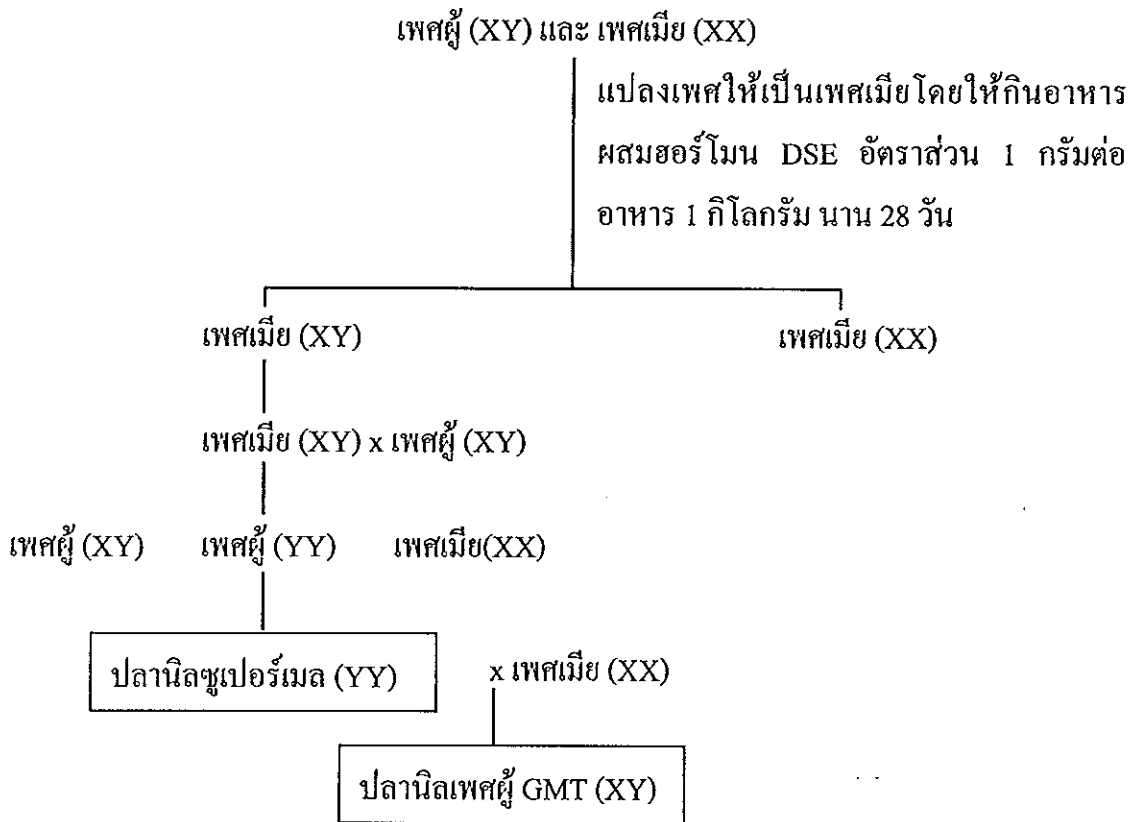 เพศผู้ (XY) และ เพศเมีย (XX)
แปลงเพศให้เป็นเพศเมียโดยให้กินอาหาร
ผสมฮอร์โมน DSE อัตราส่วน 1 กรัมต่อ
อาหาร 1 กิโลกรัม นาน 28 วัน
เพศเมีย (XY) เพศเมีย (XX)
เพศเมีย (XY) x เพศผู้ (XY)
เพศผู้ (XY) เพศผู้ (YY) เพศเมีย(XX)
ปลานิลซูเปอร์เมล (YY) x เพศเมีย (XX)
ปลานิลเพศผู้ GMT (XY)